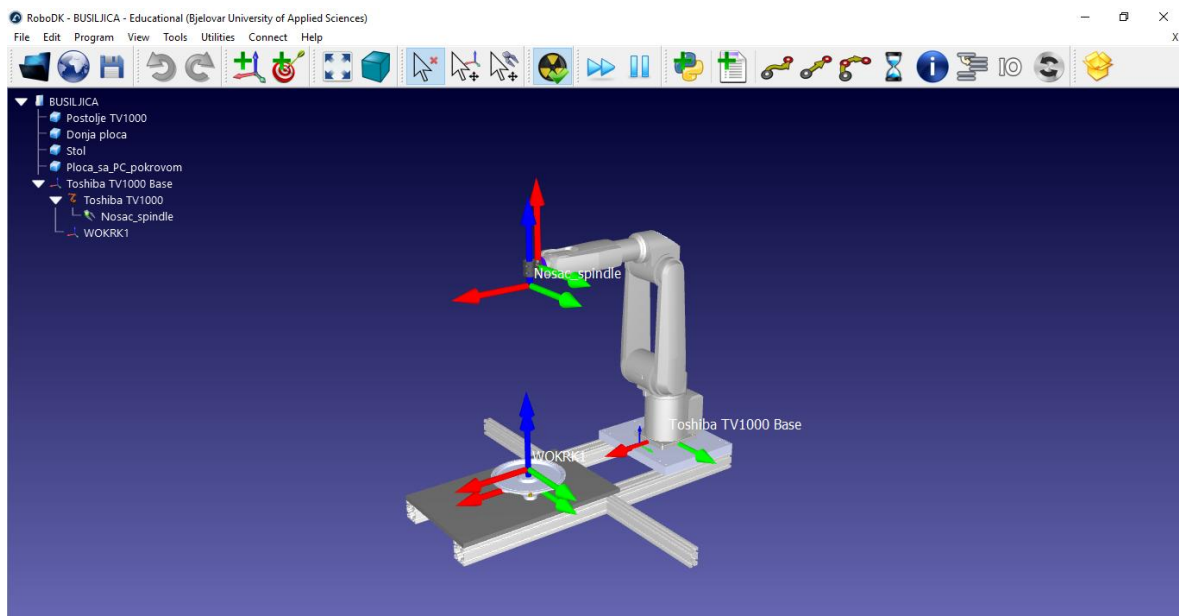 RoboDK - BUSILJICA - Educational (Bjelovar University of Applied Sciences)
File Edit Program View Tools Utilities Connect Help
X
BUSILJICA
Postolje TV1000
Donja ploca
Stol
Ploca_sa_PC_pokrovom
Toshiba TV1000 Base
Toshiba TV1000
Nosac_spindle
WOKRK1
Nosac_spindle
Toshiba TV1000 Base
WOKRK1